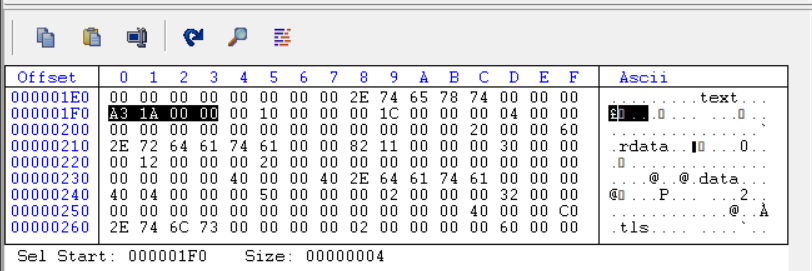 Offset 0 1 2 3 4 5 6 7 8 9 A B C D E F Ascii
000001E0 00 00 00 00 00 00 00 00 2E 74 65 78 74 00 00 00 .........text...
000001F0 A3 1A 00 00 00 10 00 00 00 1C 00 00 00 04 00 00 £.. .. ..
00000200 00 00 00 00 00 00 00 00 00 00 00 00 20 00 00 60 ............ ..`
00000210 2E 72 64 61 74 61 00 00 82 11 00 00 00 30 00 00 .rdata.. ..0..
00000220 00 12 00 00 00 20 00 00 00 00 00 00 00 00 00 00 .
00000230 00 00 00 00 40 00 00 40 2E 64 61 74 61 00 00 00 ....@..@.data...
00000240 40 04 00 00 00 50 00 00 00 02 00 00 00 32 00 00 @ ...P.. ...2..
00000250 00 00 00 00 00 00 00 00 00 00 00 00 40 00 00 C0 ............@..À
00000260 2E 74 6C 73 00 00 00 00 02 00 00 00 00 60 00 00 .tls.... ....`..
Sel Start: 000001F0 Size: 00000004